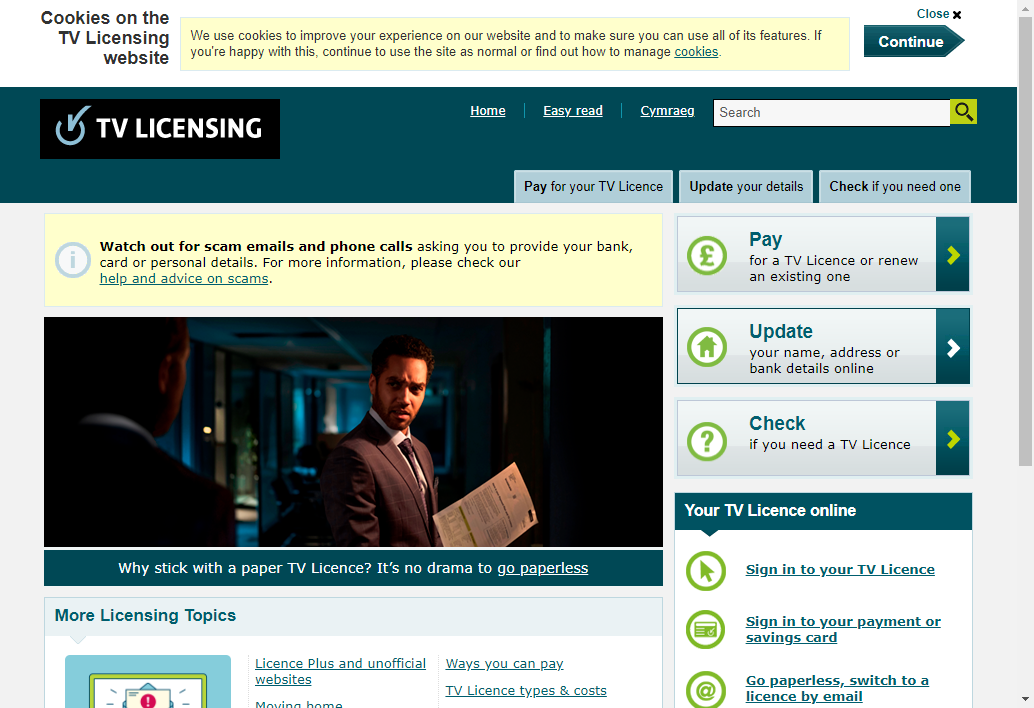 Cookies on the
TV Licensing
website
We use cookies to improve your experience on our website and to make sure you can use all of its features. If
you're happy with this, continue to use the site as normal or find out how to manage cookies.
Close
Continue
TV LICENSING
Home
Easy read
Cymraeg
Search
Pay for your TV Licence
Update your details
Check if you need one
Watch out for scam emails and phone calls asking you to provide your bank,
card or personal details. For more information, please check our
help and advice on scams.
Pay
for a TV Licence or renew
an existing one
Update
your name, address or
bank details online
Check
if you need a TV Licence
Why stick with a paper TV Licence? It's no drama to go paperless
Your TV Licence online
Sign in to your TV Licence
Sign in to your payment or
savings card
Go paperless, switch to a
licence by email
More Licensing Topics
Licence Plus and unofficial
websites
Moving home
Ways you can pay
TV Licence types & costs